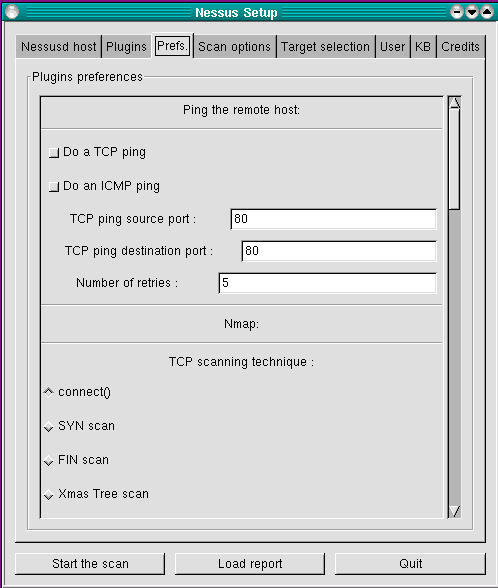 Nessus Setup
Nessusd host Plugins Prefs. Scan options Target selection User KB Credits
Plugins preferences
Ping the remote host:
Do a TCP ping
Do an ICMP ping
TCP ping source port : 80
TCP ping destination port : 80
Number of retries : 5
Nmap:
TCP scanning technique :
connect()
SYN scan
FIN scan
Xmas Tree scan
Start the scan Load report Quit